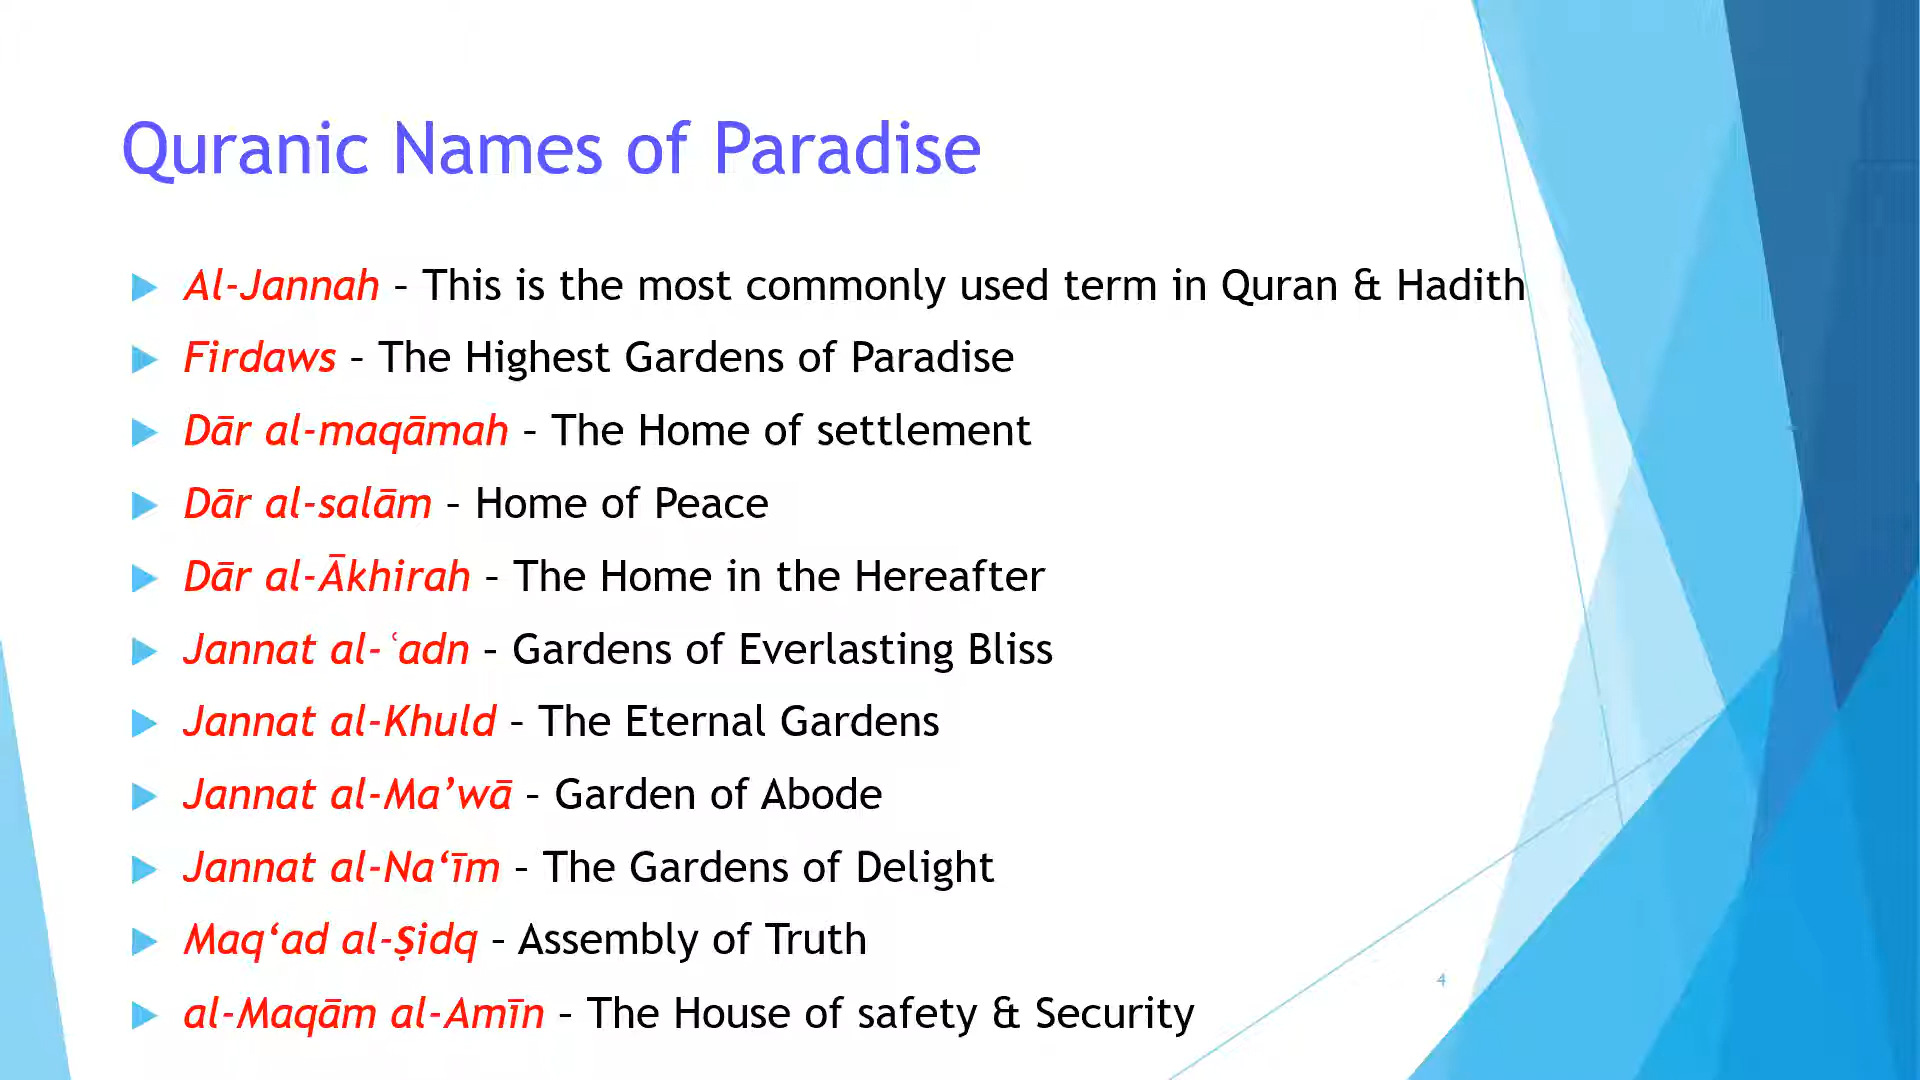 Quranic Names of Paradise
Al-Jannah – This is the most commonly used term in Quran & Hadith
Firdaws – The Highest Gardens of Paradise
Dār al-maqāmah – The Home of settlement
Dār al-salām – Home of Peace
Dār al-Ākhirah – The Home in the Hereafter
Jannat al-ʿadn – Gardens of Everlasting Bliss
Jannat al-Khuld – The Eternal Gardens
Jannat al-Ma’wā – Garden of Abode
Jannat al-Na‘īm – The Gardens of Delight
Maq‘ad al-Ṣidq – Assembly of Truth
4
al-Maqām al-Amīn – The House of safety & Security